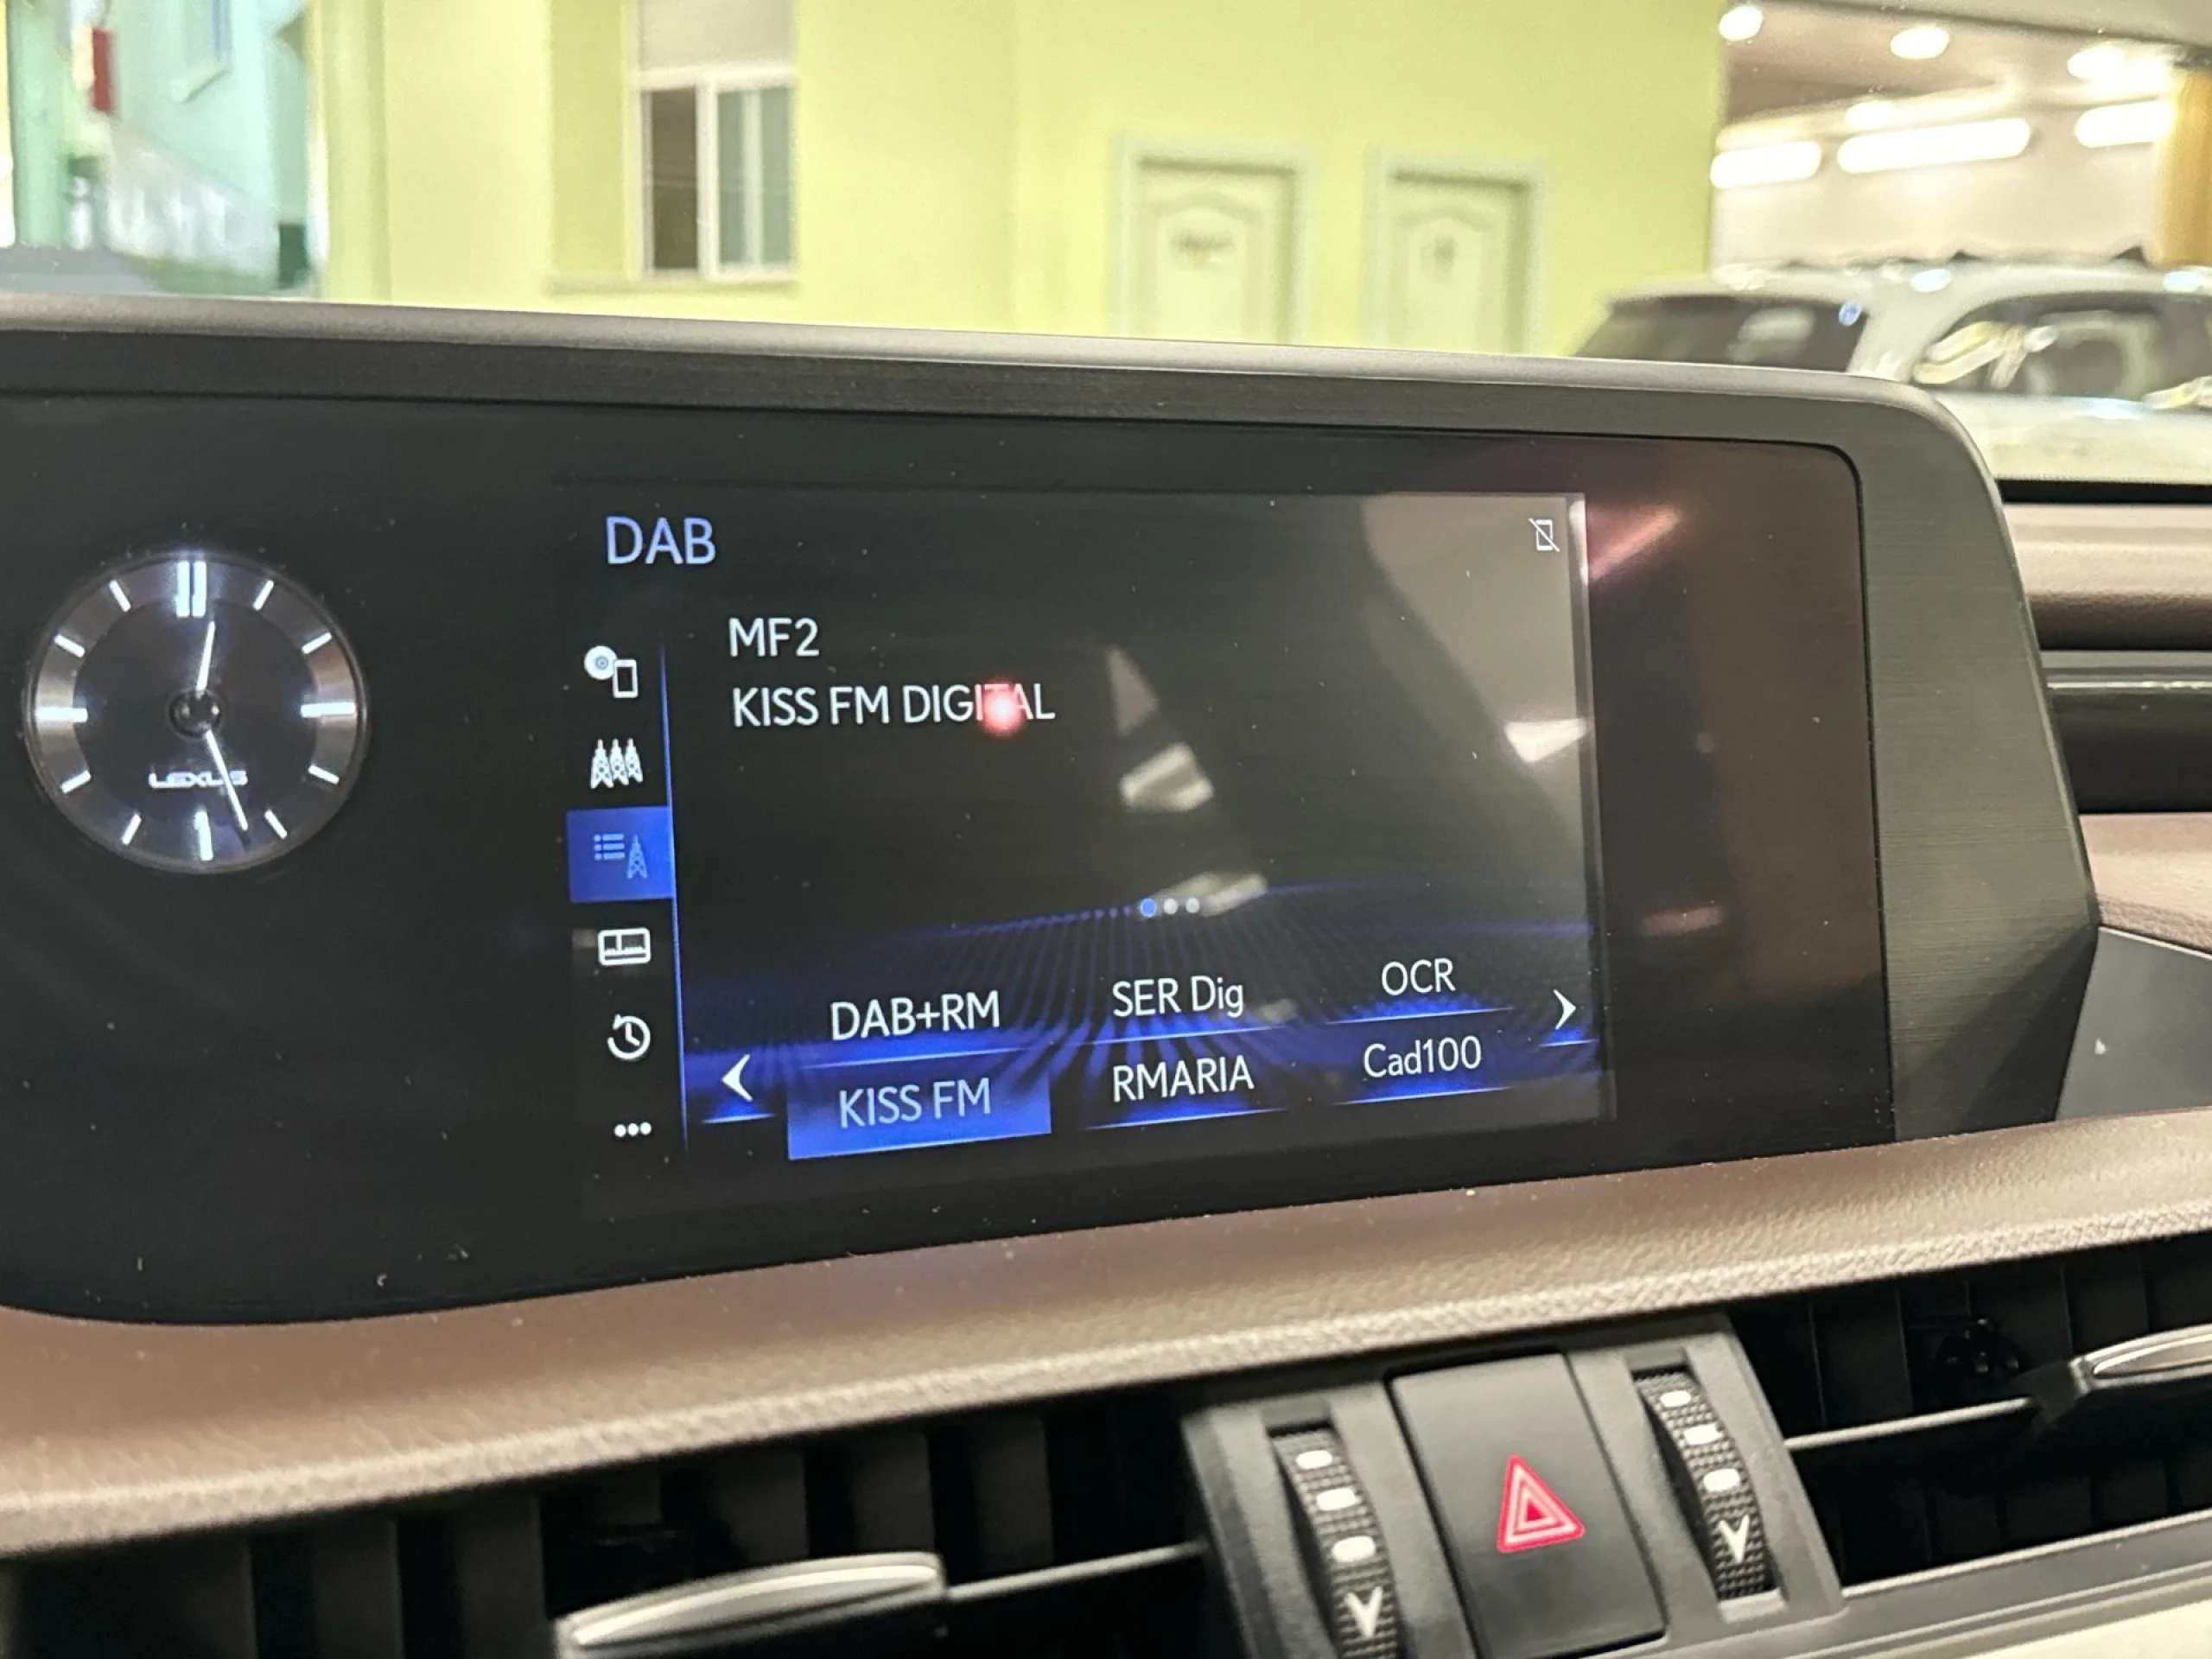 DAB
MF2
KISS FM DIGITAL
LEXUS
DAB+RM
SER Dig
OCR
KISS FM
RMARIA
Cad100